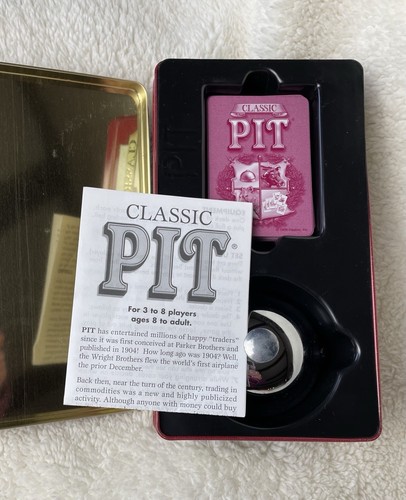 CLASSIC
PIT
CLASSIC
PIT®
For 3 to 8 players
ages 8 to adult.
PIT has entertained millions of happy "traders"
since it was first conceived at Parker Brothers and
published in 1904! How long ago was 1904? Well,
the Wright Brothers flew the world's first airplane
the prior December.
Back then, near the turn of the century, trading in
commodities was a new and highly publicized
activity. Although anyone with money could buy